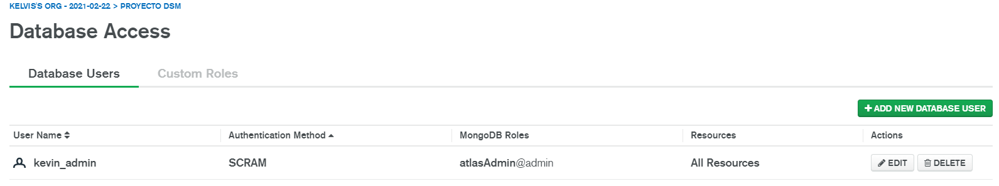 KELVIS'S ORG - 2021-02-22 > PROYECTO DSM
Database Access
Database Users Custom Roles
+ ADD NEW DATABASE USER
User Name Authentication Method MongoDB Roles Resources Actions
kevin_admin SCRAM atlasAdmin@admin All Resources EDIT DELETE